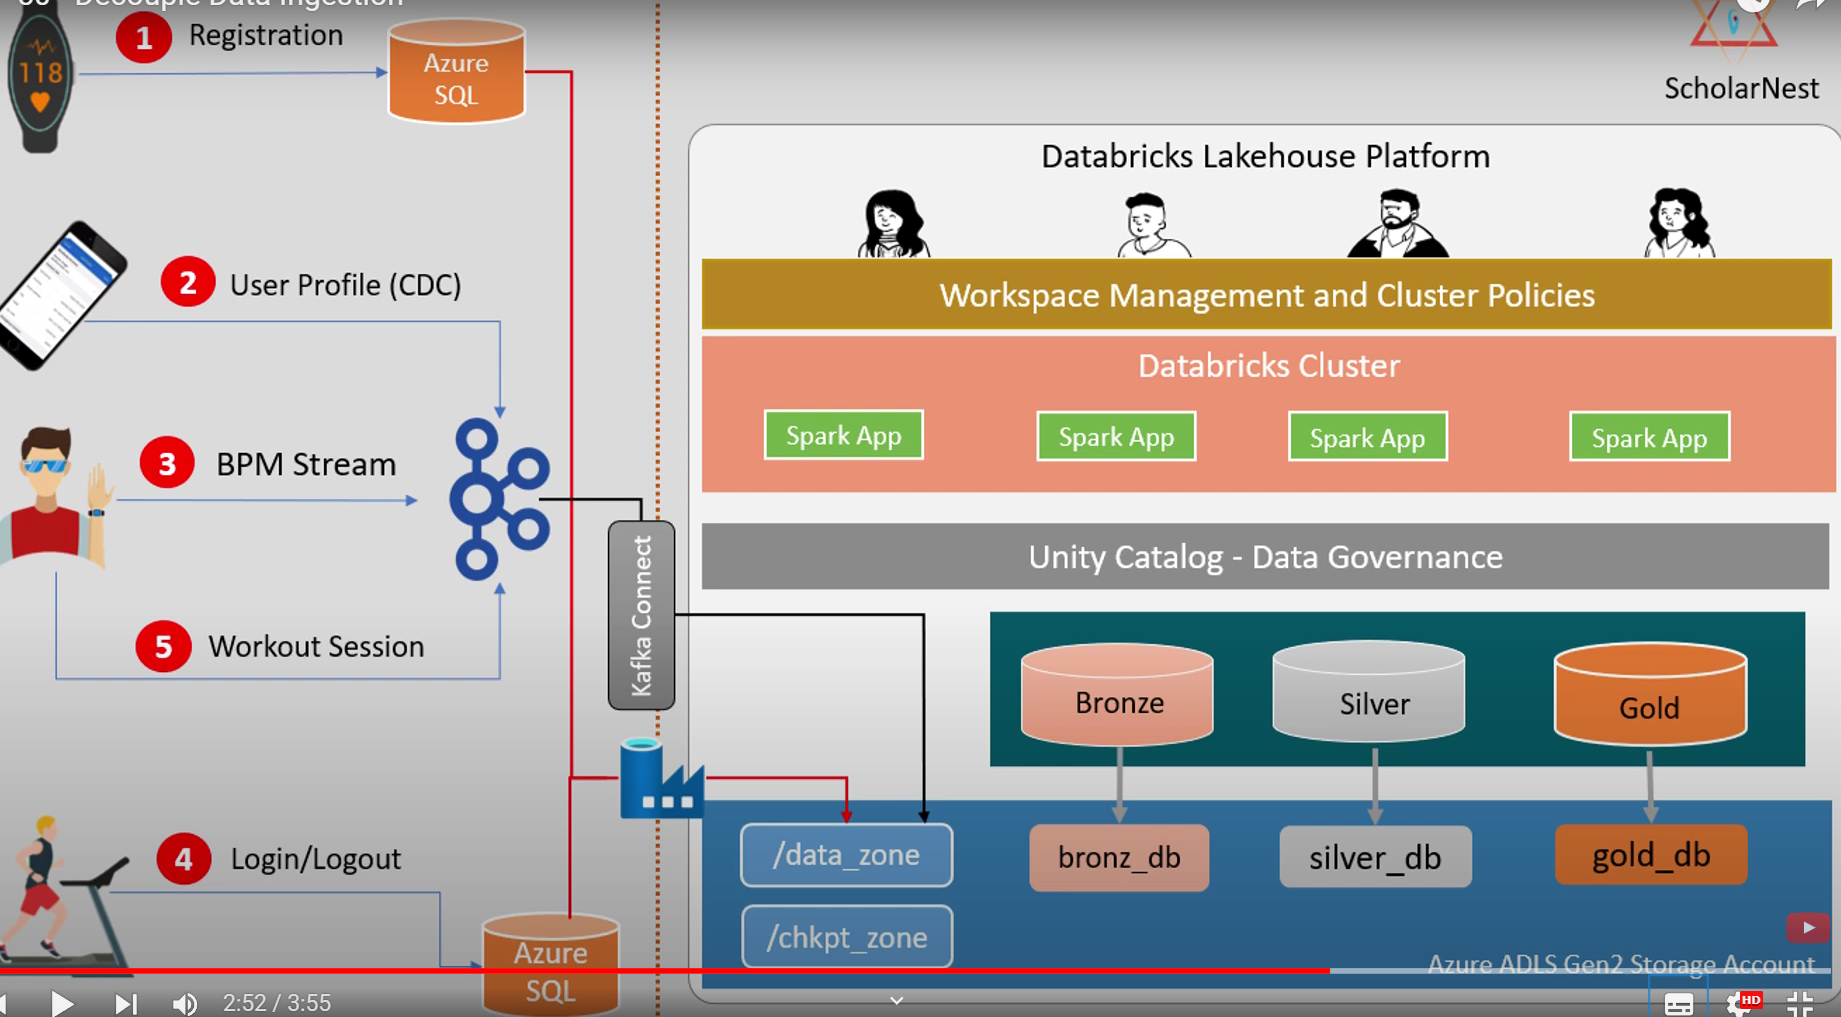 Decouple Data Ingestion
1 Registration
118
Azure
SQL
ScholarNest
Databricks Lakehouse Platform
2 User Profile (CDC)
Workspace Management and Cluster Policies
Databricks Cluster
Spark App Spark App Spark App Spark App
3 BPM Stream
Kafka Connect
Unity Catalog - Data Governance
5 Workout Session
Bronze Silver Gold
/data_zone bronz_db silver_db gold_db
4 Login/Logout
/chkpt_zone
Azure
SQL
Azure ADLS Gen2 Storage Account
2:52 / 3:55
HD